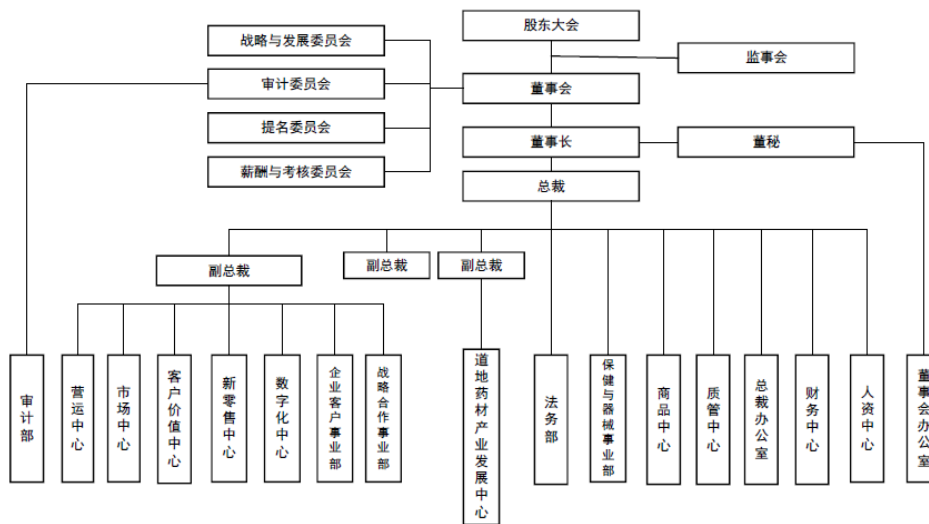 股东大会
战略与发展委员会
监事会
审计委员会
董事会
提名委员会
董事长
董秘
薪酬与考核委员会
总裁
副总裁
副总裁
副总裁
审计部
营运中心
市场中心
客户价值中心
新零售中心
数字化中心
企业客户事业部
战略合作事业部
道地药材产业发展中心
法务部
保健与器械事业部
商品中心
质管中心
总裁办公室
财务中心
人资中心
董事会办公室